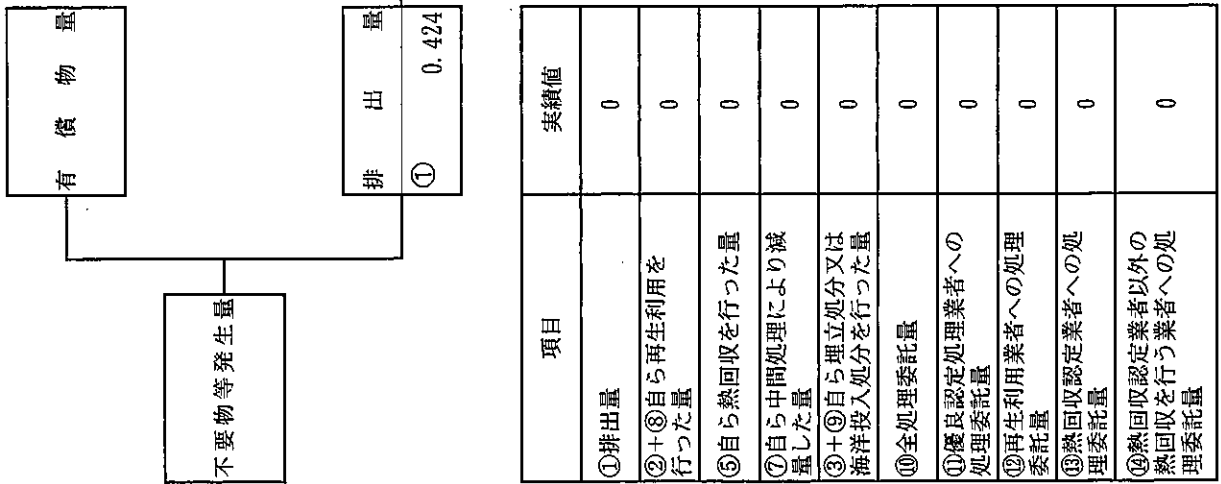 有償物量
不要物等発生量
排出量
① 0.424
項目 実績値
①排出量 0
②+⑧自ら再生利用を
行った量 0
⑤自ら熱回収を行った量 0
⑦自ら中間処理により減
量した量 0
③+⑨自ら埋立処分又は
海洋投入処分を行った量 0
⑩全処理委託量 0
⑪優良認定処理業者への
処理委託量 0
⑫再生利用業者への処理
委託量 0
⑬熱回収認定業者への処
理委託量 0
⑭熱回収認定業者以外の
熱回収を行う業者への処
理委託量 0